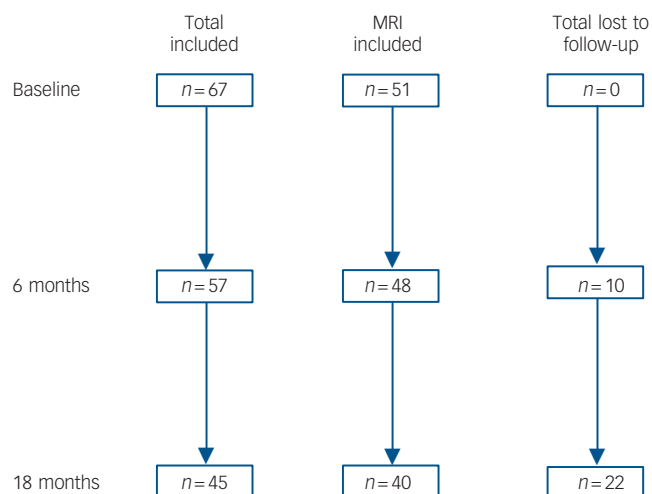 Total
included
MRI
included
Total lost to
follow-up
Baseline
n=67
n=51
n=0
6 months
n=57
n=48
n=10
18 months
n=45
n=40
n=22